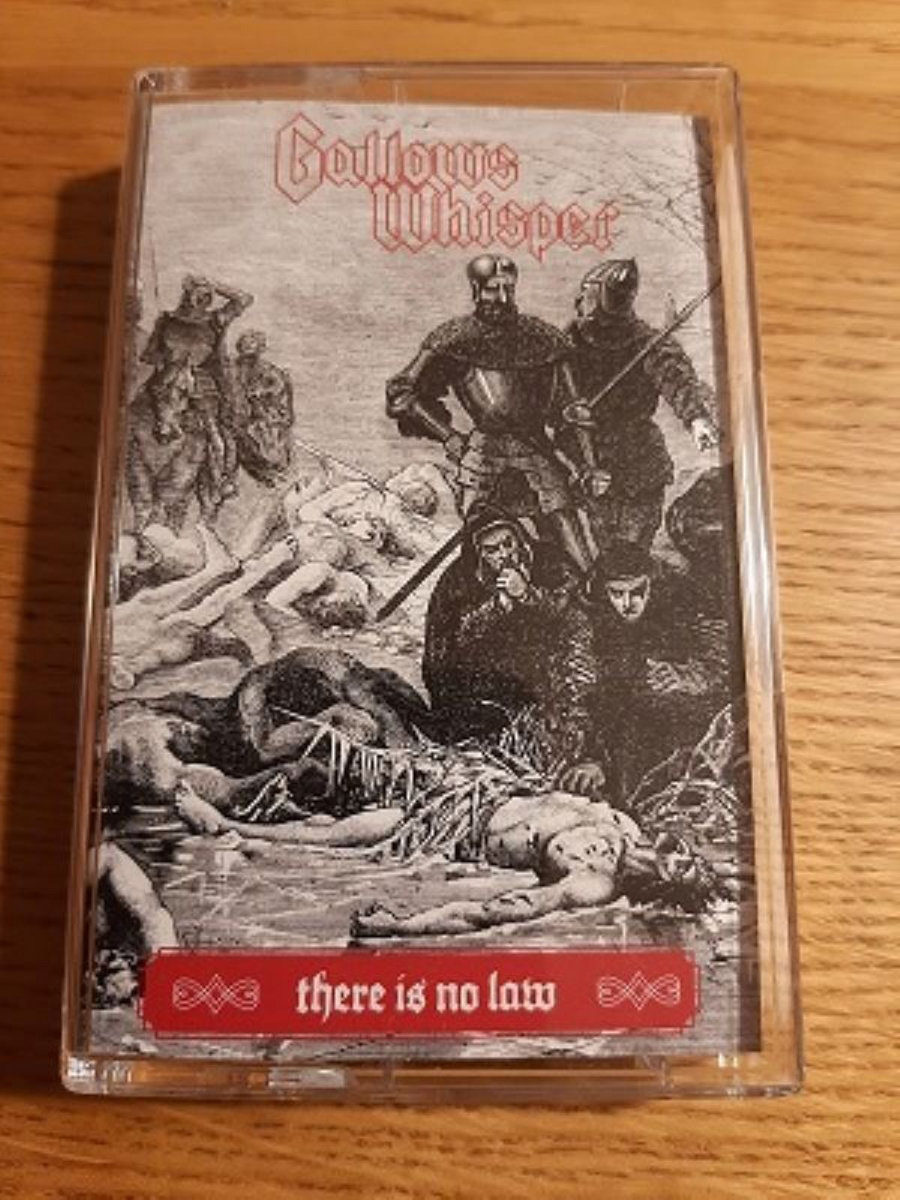 Gallows
Whisper
there is no law